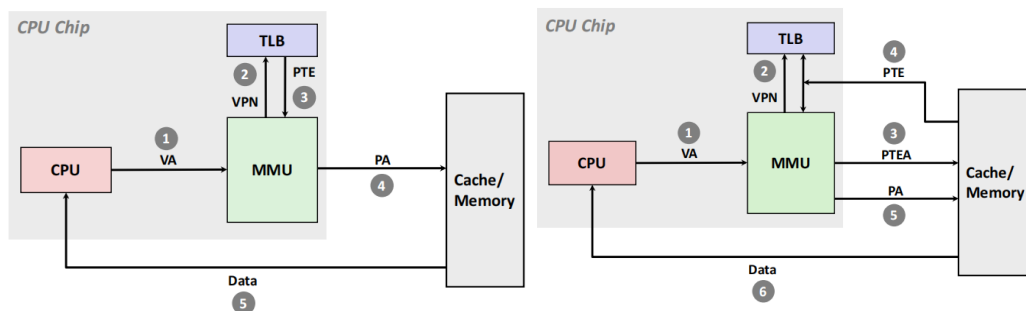 CPU Chip
TLB
2
PTE
VPN
3
1
VA
CPU
MMU
PA
4
Cache/
Memory
Data
5
CPU Chip
TLB
2
4
PTE
VPN
1
VA
3
PTEA
CPU
MMU
PA
5
Cache/
Memory
Data
6